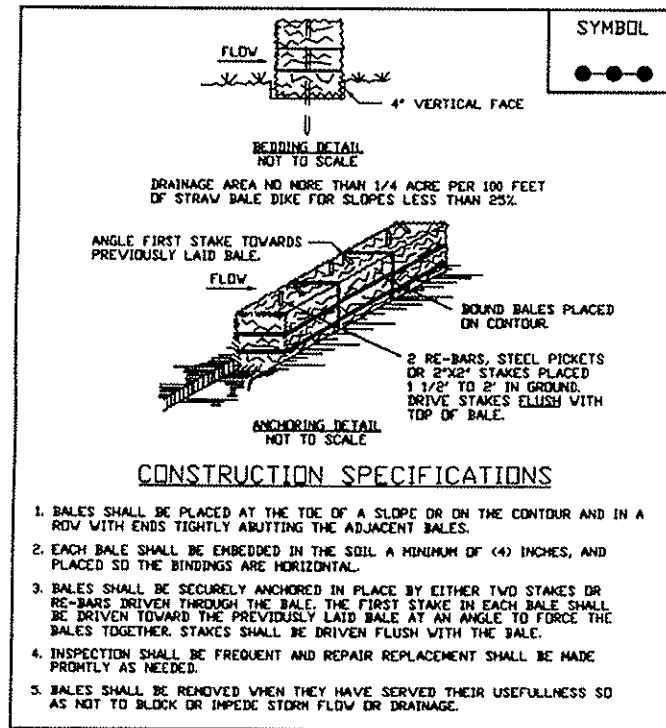 SYMBOL
FLOW
4" VERTICAL FACE
BEDDING DETAIL
NOT TO SCALE
DRAINAGE AREA NO MORE THAN 1/4 ACRE PER 100 FEET
OF STRAW BALE DIKE FOR SLOPES LESS THAN 25%.
ANGLE FIRST STAKE TOWARDS
PREVIOUSLY LAID BALE.
FLOW
BOUND BALES PLACED
ON CONTOUR.
2 RE-BARS, STEEL PICKETS
OR 2"X2" STAKES PLACED
1 1/2' TO 2' IN GROUND.
DRIVE STAKES FLUSH WITH
TOP OF BALE.
ANCHORING DETAIL
NOT TO SCALE
CONSTRUCTION SPECIFICATIONS
1. BALES SHALL BE PLACED AT THE TOE OF A SLOPE OR ON THE CONTOUR AND IN A
ROW WITH ENDS TIGHTLY ABUTTING THE ADJACENT BALES.
2. EACH BALE SHALL BE EMBEDDED IN THE SOIL A MINIMUM OF (4) INCHES, AND
PLACED SO THE BINDINGS ARE HORIZONTAL.
3. BALES SHALL BE SECURELY ANCHORED IN PLACE BY EITHER TWO STAKES OR
RE-BARS DRIVEN THROUGH THE BALE. THE FIRST STAKE IN EACH BALE SHALL
BE DRIVEN TOWARD THE PREVIOUSLY LAID BALE AT AN ANGLE TO FORCE THE
BALES TOGETHER. STAKES SHALL BE DRIVEN FLUSH WITH THE BALE.
4. INSPECTION SHALL BE FREQUENT AND REPAIR REPLACEMENT SHALL BE MADE
PROMTLY AS NEEDED.
5. BALES SHALL BE REMOVED WHEN THEY HAVE SERVED THEIR USEFULLNESS SO
AS NOT TO BLOCK OR IMPEDE STORM FLOW OR DRAINAGE.